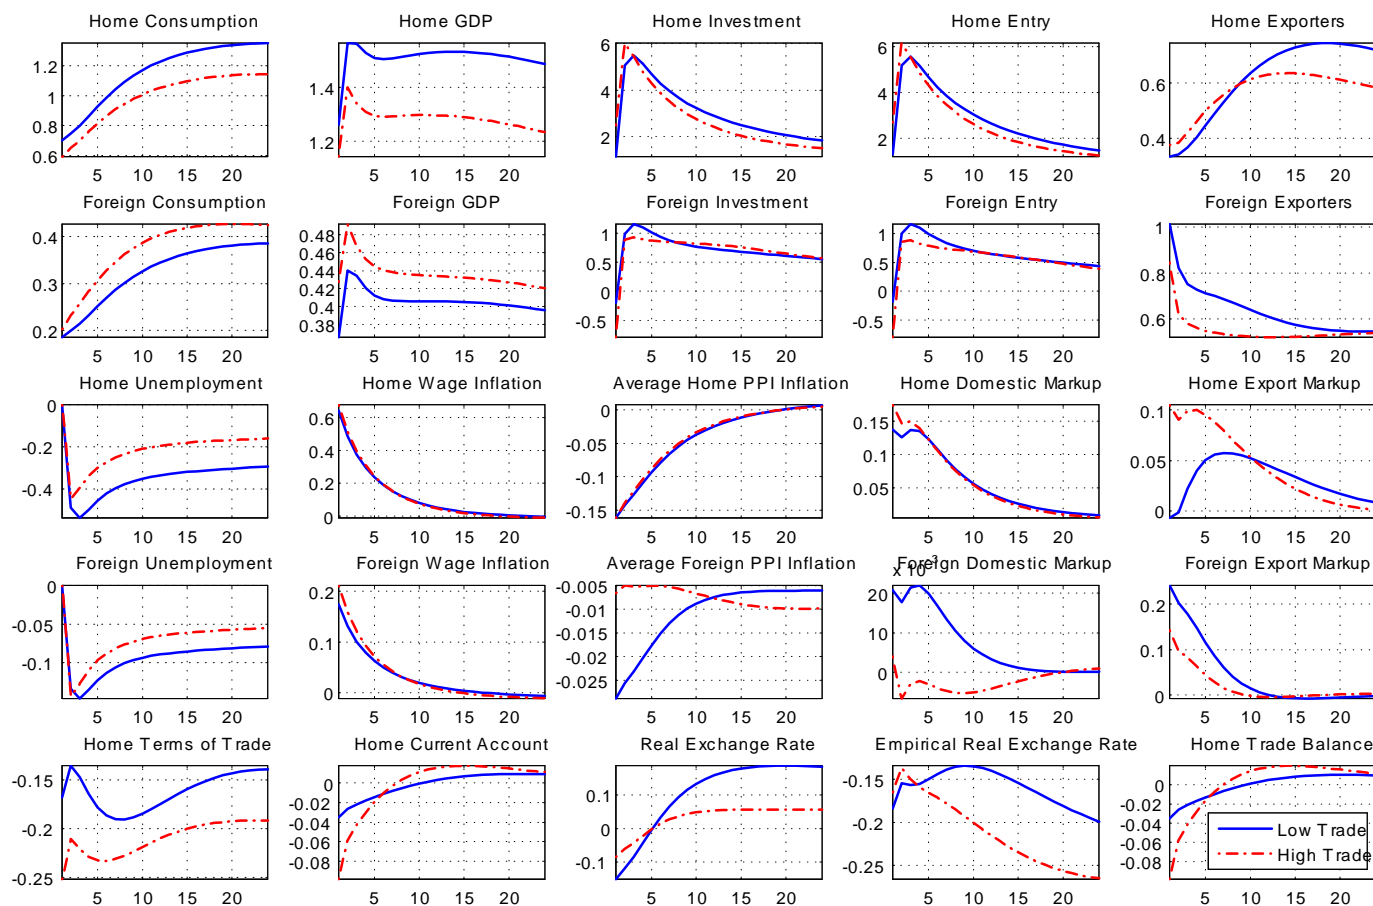 Home Consumption
Home GDP
Home Investment
Home Entry
Home Exporters
1.2
1
0.8
0.6
5 10 15 20
1.4
1.2
5 10 15 20
6
4
2
5 10 15 20
6
4
2
5 10 15 20
0.6
0.4
5 10 15 20
Foreign Consumption
Foreign GDP
Foreign Investment
Foreign Entry
Foreign Exporters
0.4
0.3
0.2
5 10 15 20
0.48
0.46
0.44
0.42
0.4
0.38
5 10 15 20
1
0.5
0
-0.5
5 10 15 20
1
0.5
0
-0.5
5 10 15 20
1
0.8
0.6
5 10 15 20
Home Unemployment
Home Wage Inflation
Average Home PPI Inflation
Home Domestic Markup
Home Export Markup
0
-0.2
-0.4
5 10 15 20
0.6
0.4
0.2
0
5 10 15 20
0
-0.05
-0.1
-0.15
5 10 15 20
0.15
0.1
0.05
5 10 15 20
0.1
0.05
0
5 10 15 20
Foreign Unemployment
Foreign Wage Inflation
Average Foreign PPI Inflation
Foreign Domestic Markup
Foreign Export Markup
0
-0.05
-0.1
5 10 15 20
0.2
0.1
0
5 10 15 20
-0.005
-0.01
-0.015
-0.02
-0.025
5 10 15 20
x 10-3
20
10
0
5 10 15 20
0.2
0.1
0
5 10 15 20
Home Terms of Trade
Home Current Account
Real Exchange Rate
Empirical Real Exchange Rate
Home Trade Balance
-0.15
-0.2
-0.25
5 10 15 20
0
-0.02
-0.04
-0.06
-0.08
5 10 15 20
0.1
0
-0.1
5 10 15 20
-0.15
-0.2
-0.25
5 10 15 20
0
-0.02
-0.04
-0.06
-0.08
5 10 15 20
Low Trade
High Trade